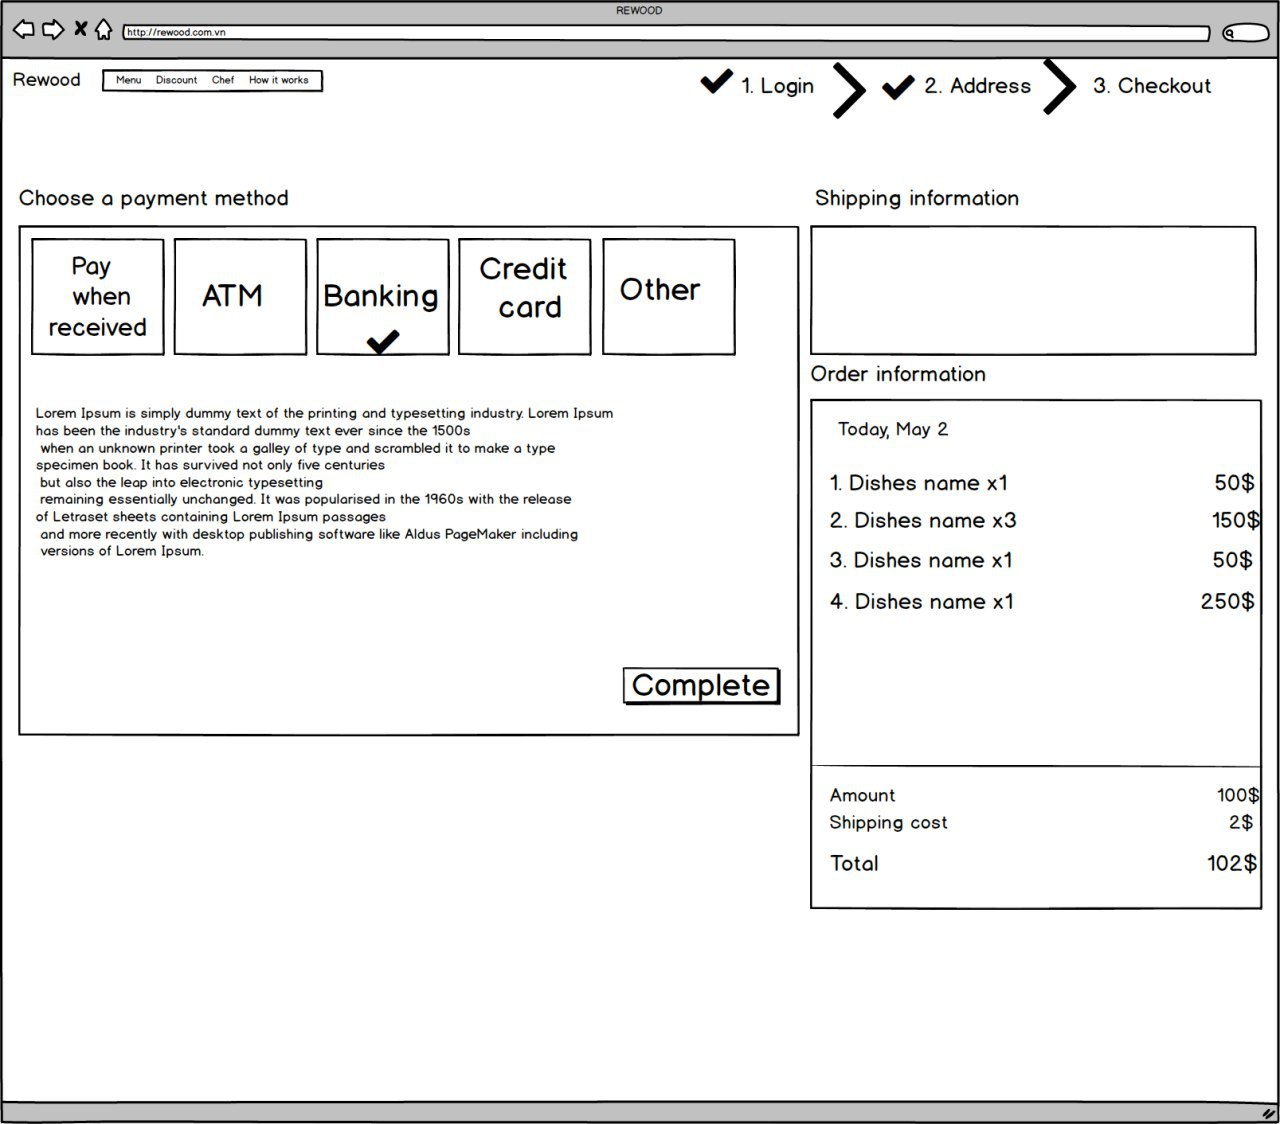 REWOOD
http://rewood.com.vn
Rewood
Menu Discount Chef How it works
1. Login
2. Address
3. Checkout
Choose a payment method
Pay
when
received
ATM
Banking
Credit
card
Other
Lorem Ipsum is simply dummy text of the printing and typesetting industry. Lorem Ipsum
has been the industry's standard dummy text ever since the 1500s
when an unknown printer took a galley of type and scrambled it to make a type
specimen book. It has survived not only five centuries
but also the leap into electronic typesetting
remaining essentially unchanged. It was popularised in the 1960s with the release
of Letraset sheets containing Lorem Ipsum passages
and more recently with desktop publishing software like Aldus PageMaker including
versions of Lorem Ipsum.
Complete
Shipping information
Order information
Today, May 2
1. Dishes name x1 50$
2. Dishes name x3 150$
3. Dishes name x1 50$
4. Dishes name x1 250$
Amount 100$
Shipping cost 2$
Total 102$